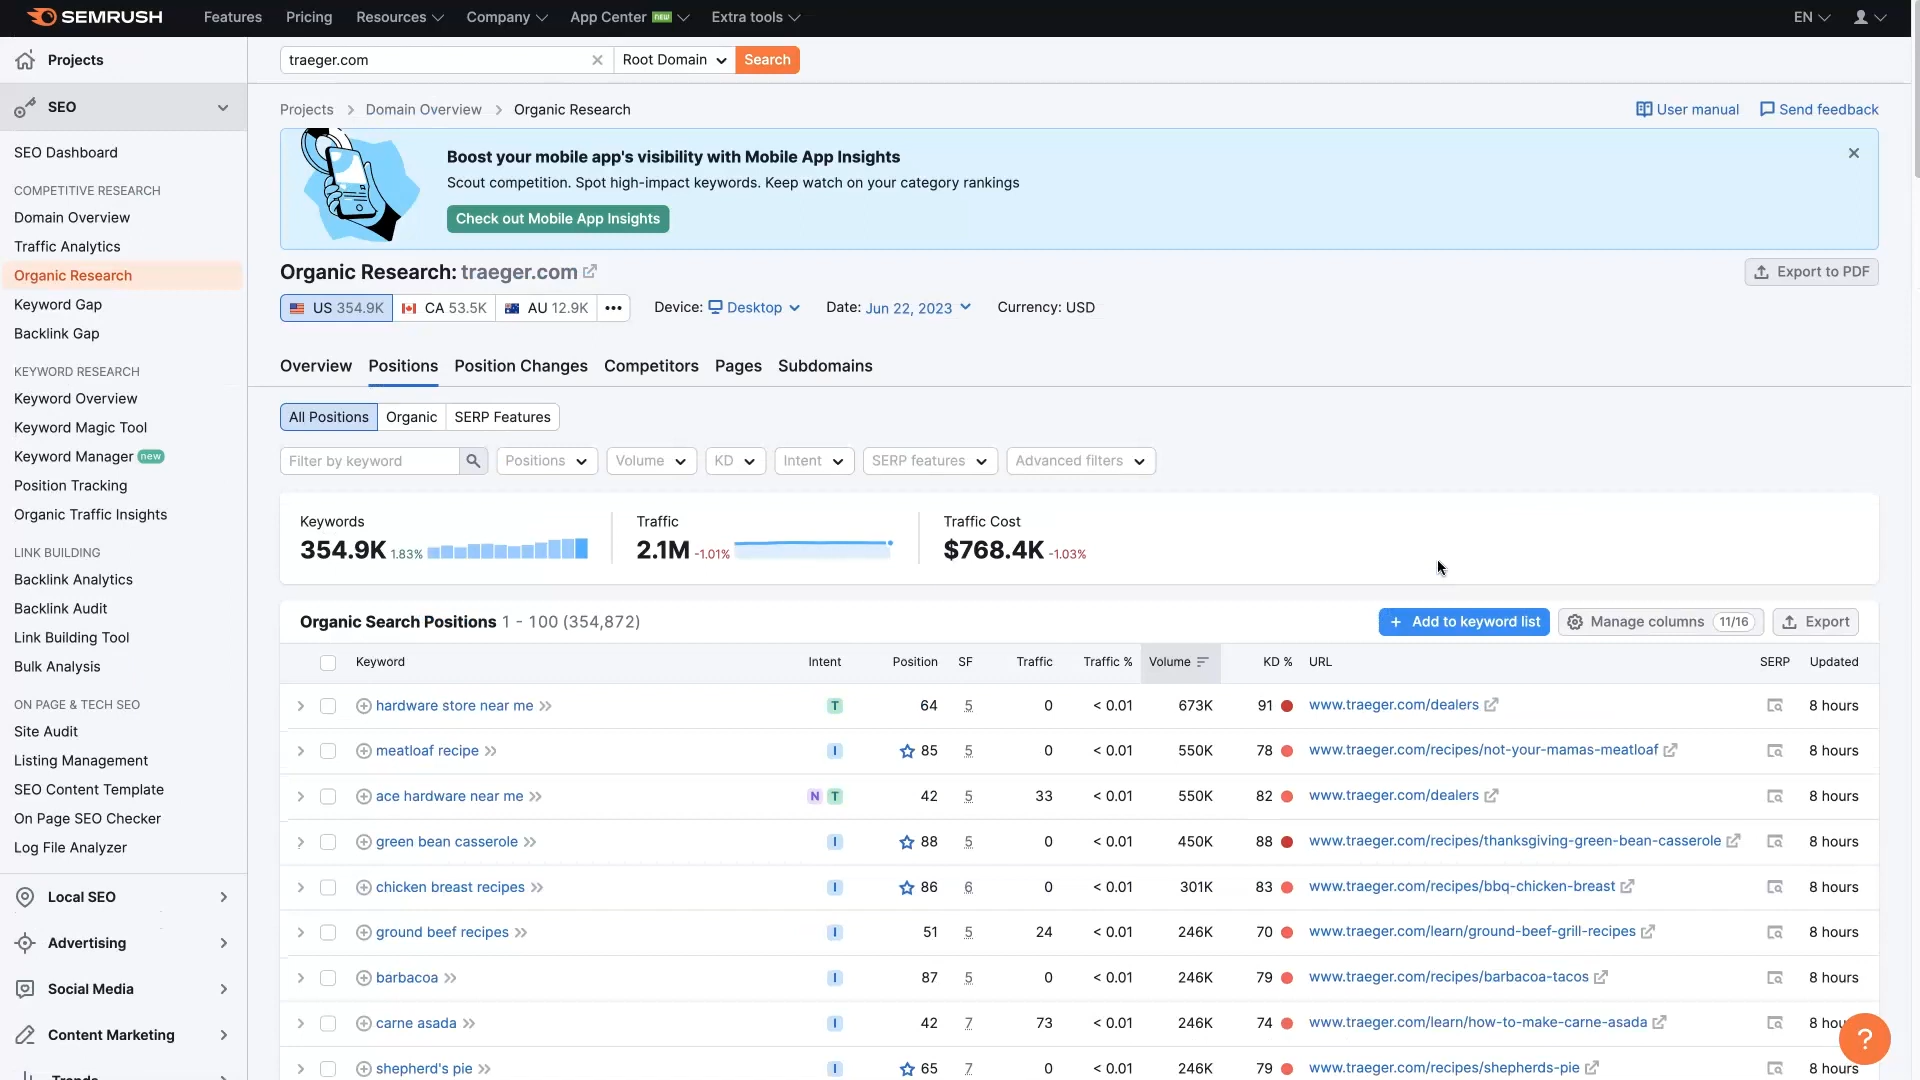 SEMRUSH Features Pricing Resources Company App Center new Extra tools EN
Projects
traeger.com Root Domain Search
SEO
Projects Domain Overview Organic Research User manual Send feedback
Boost your mobile app's visibility with Mobile App Insights
Scout competition. Spot high-impact keywords. Keep watch on your category rankings
Check out Mobile App Insights
SEO Dashboard
COMPETITIVE RESEARCH
Domain Overview
Traffic Analytics
Organic Research
Keyword Gap
Backlink Gap
KEYWORD RESEARCH
Keyword Overview
Keyword Magic Tool
Keyword Manager new
Position Tracking
Organic Traffic Insights
LINK BUILDING
Backlink Analytics
Backlink Audit
Link Building Tool
Bulk Analysis
ON PAGE & TECH SEO
Site Audit
Listing Management
SEO Content Template
On Page SEO Checker
Log File Analyzer
Local SEO
Advertising
Social Media
Content Marketing
Trends
Organic Research: traeger.com Export to PDF
US 354.9K CA 53.5K AU 12.9K ••• Device: Desktop Date: Jun 22, 2023 Currency: USD
Overview Positions Position Changes Competitors Pages Subdomains
All Positions Organic SERP Features
Filter by keyword Positions Volume KD Intent SERP features Advanced filters
Keywords Traffic Traffic Cost
354.9K 1.83% 2.1M -1.01% $768.4K -1.03%
Organic Search Positions 1 - 100 (354,872) + Add to keyword list Manage columns 11/16 Export
Keyword Intent Position SF Traffic Traffic % Volume KD % URL SERP Updated
hardware store near me T 64 5 0 < 0.01 673K 91 www.traeger.com/dealers 8 hours
meatloaf recipe I 85 5 0 < 0.01 550K 78 www.traeger.com/recipes/not-your-mamas-meatloaf 8 hours
ace hardware near me N T 42 5 33 < 0.01 550K 82 www.traeger.com/dealers 8 hours
green bean casserole I 88 5 0 < 0.01 450K 88 www.traeger.com/recipes/thanksgiving-green-bean-casserole 8 hours
chicken breast recipes I 86 6 0 < 0.01 301K 83 www.traeger.com/recipes/bbq-chicken-breast 8 hours
ground beef recipes I 51 5 24 < 0.01 246K 70 www.traeger.com/learn/ground-beef-grill-recipes 8 hours
barbacoa I 87 5 0 < 0.01 246K 79 www.traeger.com/recipes/barbacoa-tacos 8 hours
carne asada I 42 7 73 < 0.01 246K 74 www.traeger.com/learn/how-to-make-carne-asada 8 hou
shepherd's pie I 65 7 0 < 0.01 246K 79 www.traeger.com/recipes/shepherds-pie 8 hours
?